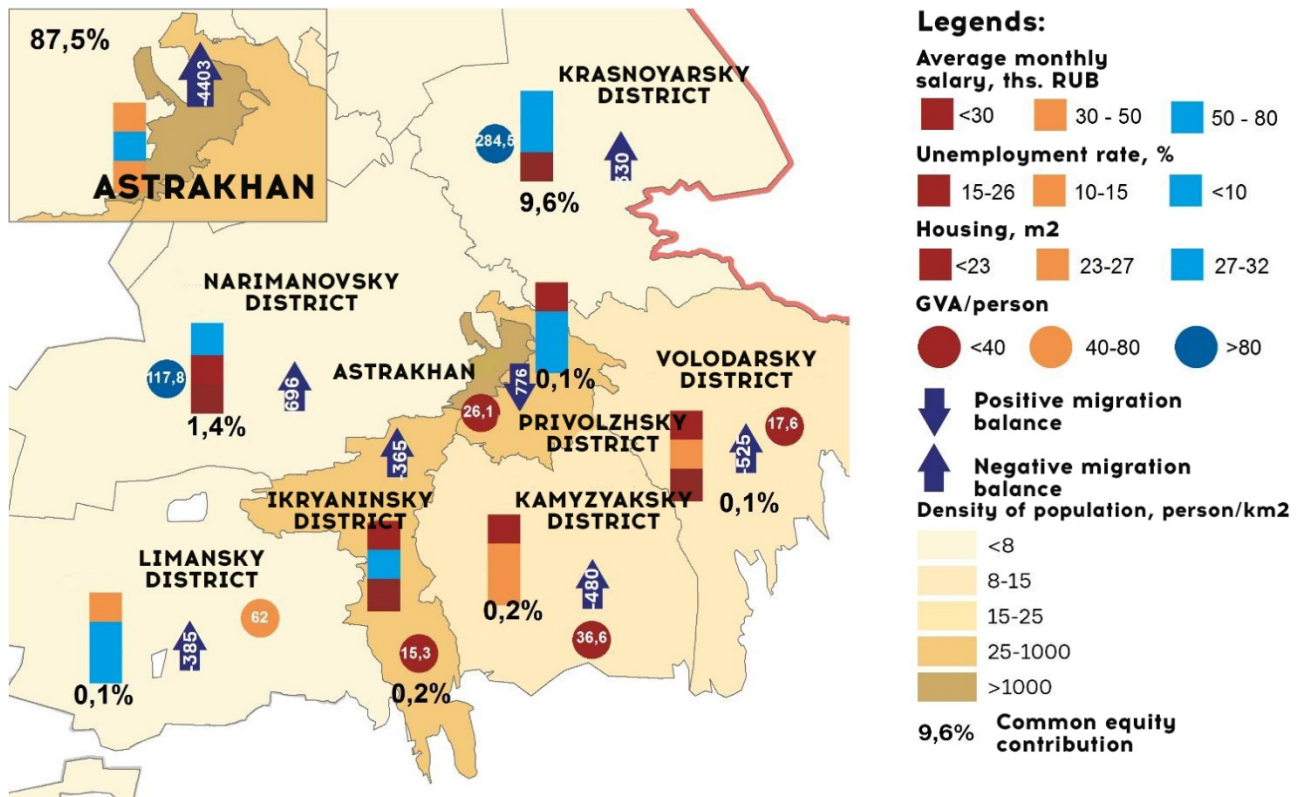 87,5%
-4403
ASTRAKHAN
KRASNOYARSKY
DISTRICT
284,5
330
9,6%
NARIMANOVSKY
DISTRICT
117,8
696
1,4%
ASTRAKHAN
776
0,1%
26,1
PRIVOLZHSKY
DISTRICT
VOLODARSKY
DISTRICT
17,6
-525
0,1%
-365
IKRYANINSKY
DISTRICT
15,3
0,2%
KAMYZYAKSKY
DISTRICT
-480
0,2%
36,6
LIMANSKY
DISTRICT
62
-385
0,1%
Legends:
Average monthly
salary, ths. RUB
<30 30 - 50 50 - 80
Unemployment rate, %
15-26 10-15 <10
Housing, m2
<23 23-27 27-32
GVA/person
<40 40-80 >80
Positive migration
balance
Negative migration
balance
Density of population, person/km2
<8
8-15
15-25
25-1000
>1000
9,6% Common equity
contribution